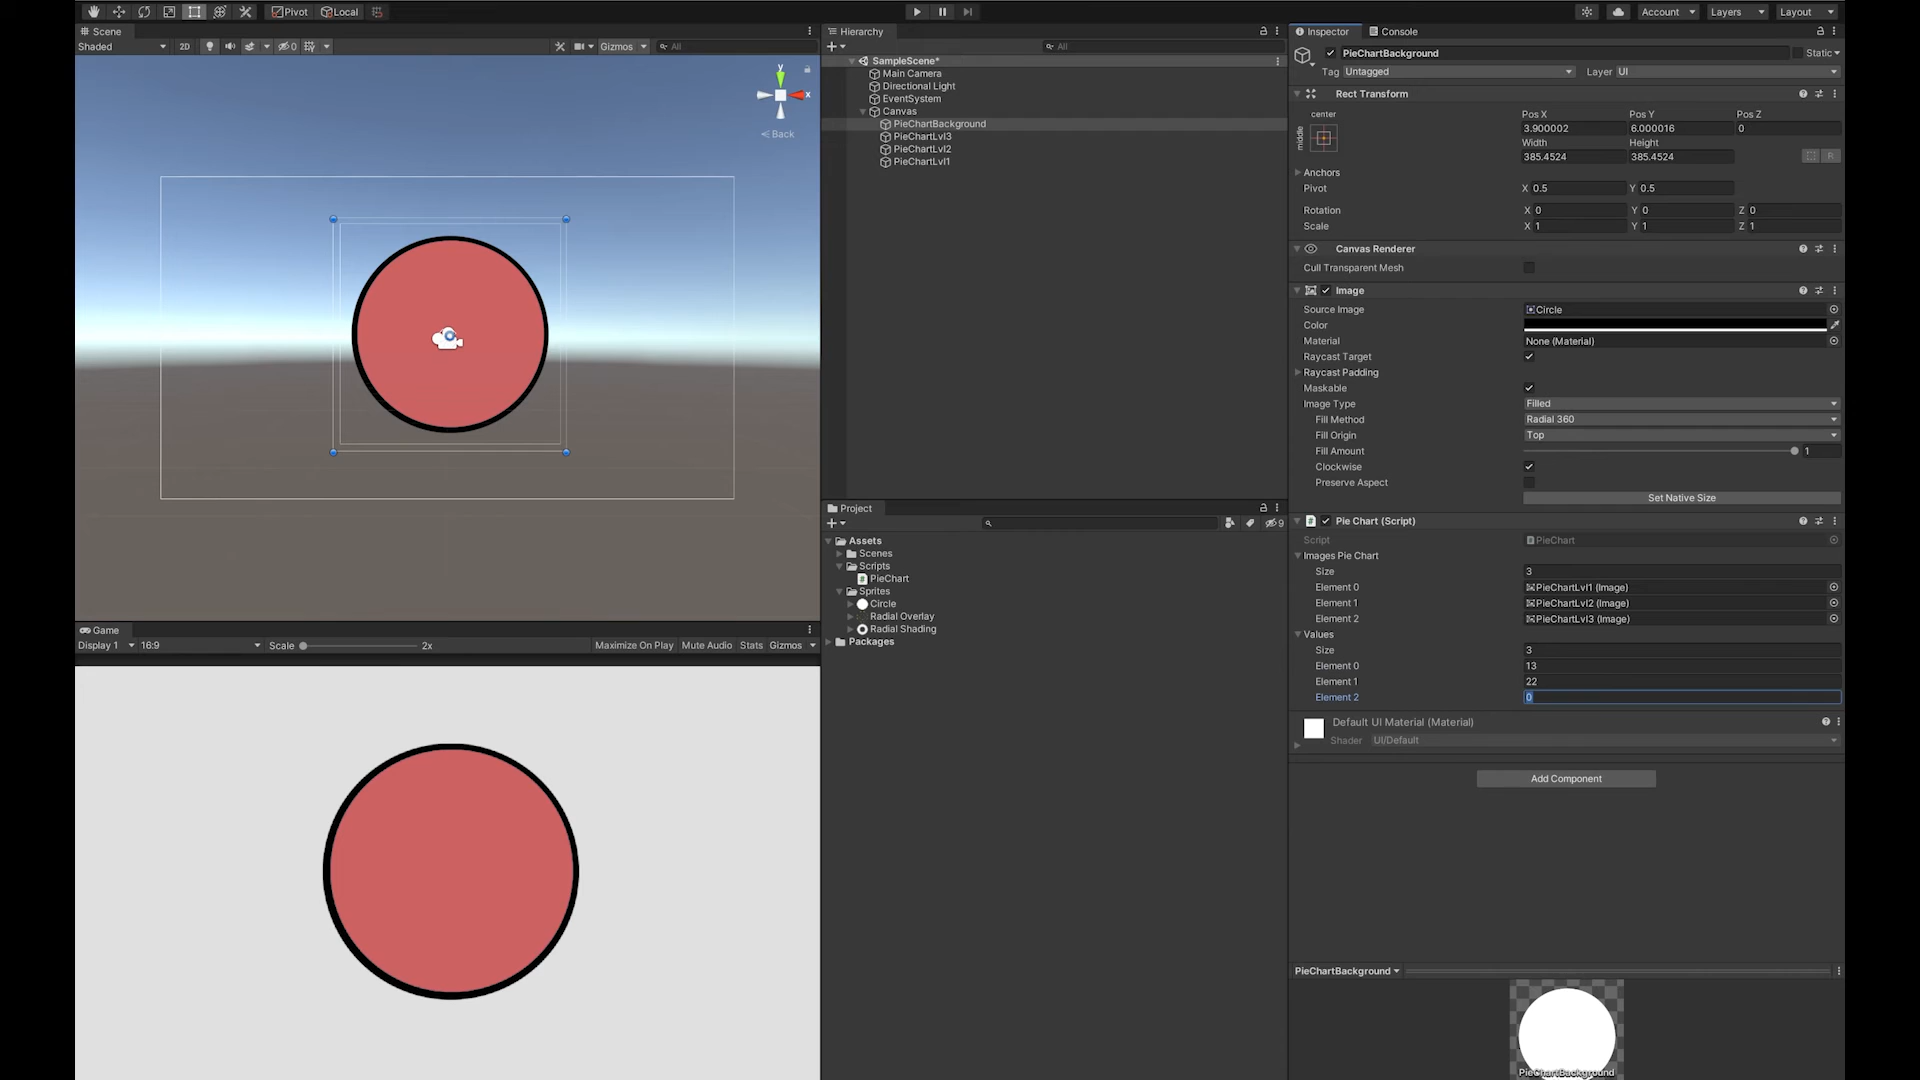 Pivot
Local
Account
Layers
Layout
Scene
Shaded
2D
0
Gizmos
All
y
x
Back
Game
Display 1
16:9
Scale
2x
Maximize On Play
Mute Audio
Stats
Gizmos
Hierarchy
All
SampleScene*
Main Camera
Directional Light
EventSystem
Canvas
PieChartBackground
PieChartLvl3
PieChartLvl2
PieChartLvl1
Project
9
Assets
Scenes
Scripts
PieChart
Sprites
Circle
Radial Overlay
Radial Shading
Packages
Inspector
Console
PieChartBackground
Static
Tag Untagged
Layer UI
Rect Transform
center
middle
Pos X
Pos Y
Pos Z
3.900002
6.000016
0
Width
Height
385.4524
385.4524
R
Anchors
Pivot X 0.5 Y 0.5
Rotation X 0 Y 0 Z 0
Scale X 1 Y 1 Z 1
Canvas Renderer
Cull Transparent Mesh
Image
Source Image Circle
Color
Material None (Material)
Raycast Target
Raycast Padding
Maskable
Image Type Filled
Fill Method Radial 360
Fill Origin Top
Fill Amount 1
Clockwise
Preserve Aspect
Set Native Size
Pie Chart (Script)
Script PieChart
Images Pie Chart
Size 3
Element 0 PieChartLvl1 (Image)
Element 1 PieChartLvl2 (Image)
Element 2 PieChartLvl3 (Image)
Values
Size 3
Element 0 13
Element 1 22
Element 2 0
Default UI Material (Material)
Shader UI/Default
Add Component
PieChartBackground
PieChartBackground